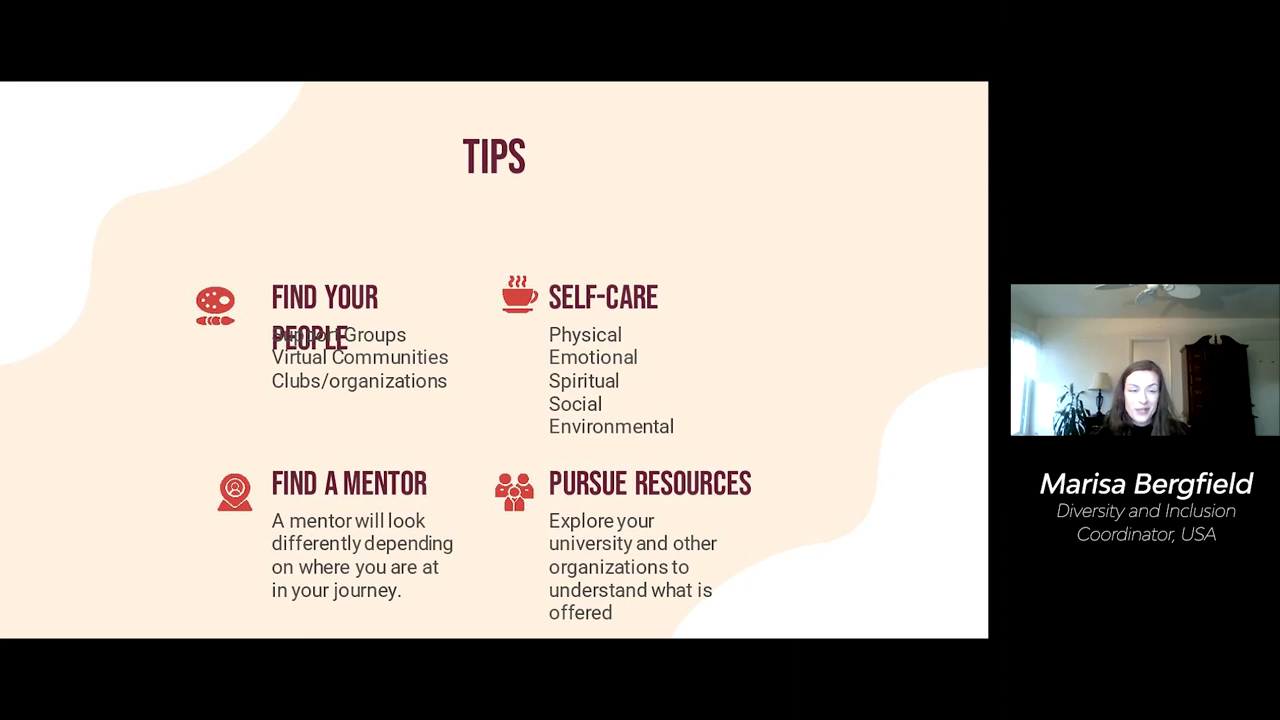 TIPS
FIND YOUR
PEOPLE
Support Groups
Virtual Communities
Clubs/organizations
SELF-CARE
Physical
Emotional
Spiritual
Social
Environmental
FIND A MENTOR
A mentor will look
differently depending
on where you are at
in your journey.
PURSUE RESOURCES
Explore your
university and other
organizations to
understand what is
offered
Marisa Bergfield
Diversity and Inclusion
Coordinator, USA